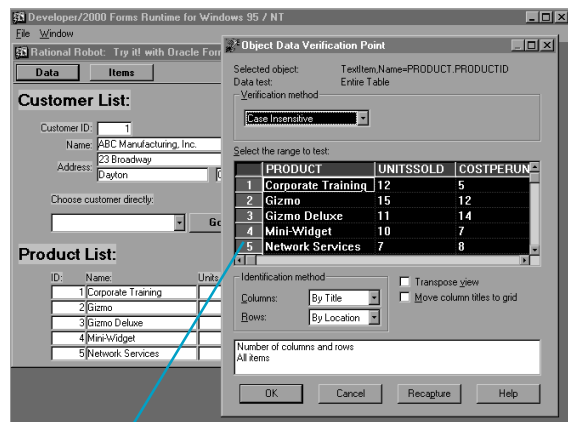 Developer/2000 Forms Runtime for Windows 95 / NT
File Window
Rational Robot: Try it! with Oracle For
Data Items
Customer List:
Customer ID: 1
Name: ABC Manufacturing, Inc.
Address: 23 Broadway
Dayton
Choose customer directly:
Go
Product List:
ID: Name: Units
1 Corporate Training
2 Gizmo
3 Gizmo Deluxe
4 Mini-Widget
5 Network Services
Object Data Verification Point
Selected object: TextItem,Name=PRODUCT.PRODUCTID
Data test: Entire Table
Verification method
Case Insensitive
Select the range to test:
PRODUCT UNITSSOLD COSTPERUN
1 Corporate Training 12 5
2 Gizmo 15 12
3 Gizmo Deluxe 11 14
4 Mini-Widget 10 7
5 Network Services 7 8
Identification method
Columns: By Title
Rows: By Location
Transpose view
Move column titles to grid
Number of columns and rows
All items
OK Cancel Recapture Help